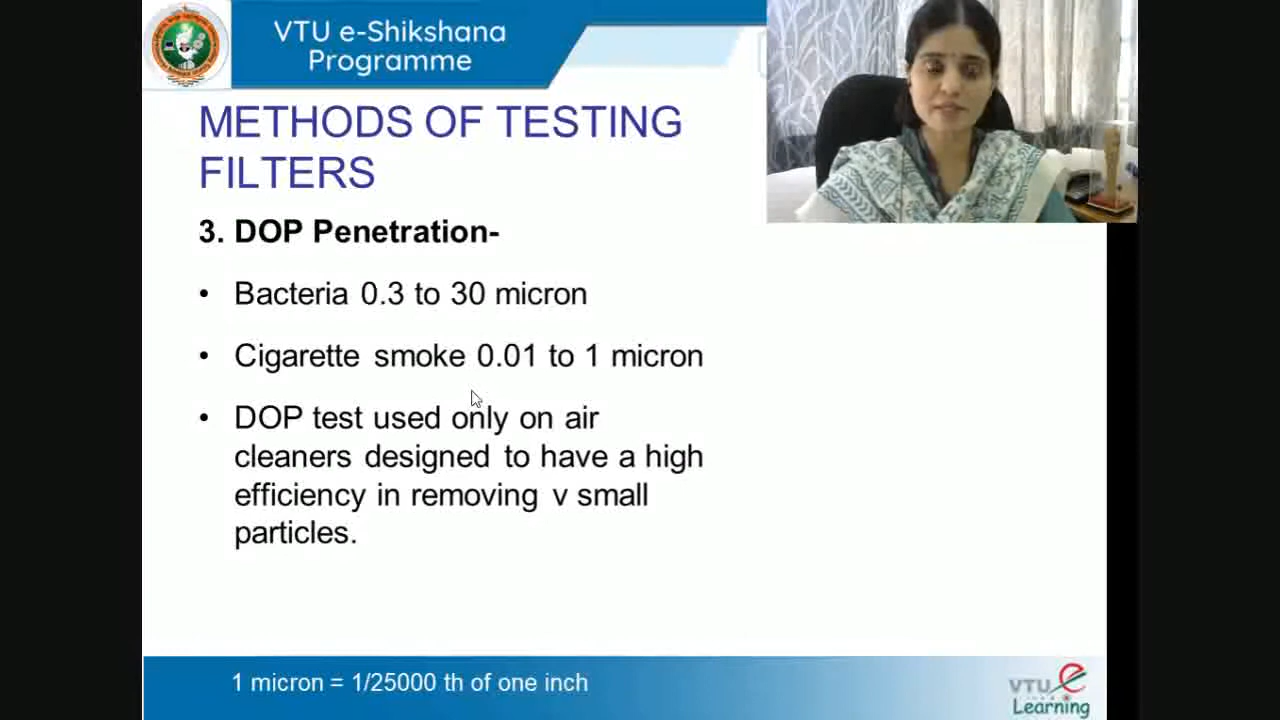 VTU e-Shikshana
Programme
METHODS OF TESTING
FILTERS
3. DOP Penetration-
• Bacteria 0.3 to 30 micron
• Cigarette smoke 0.01 to 1 micron
• DOP test used only on air
cleaners designed to have a high
efficiency in removing v small
particles.
1 micron = 1/25000 th of one inch
VTU e
Learning